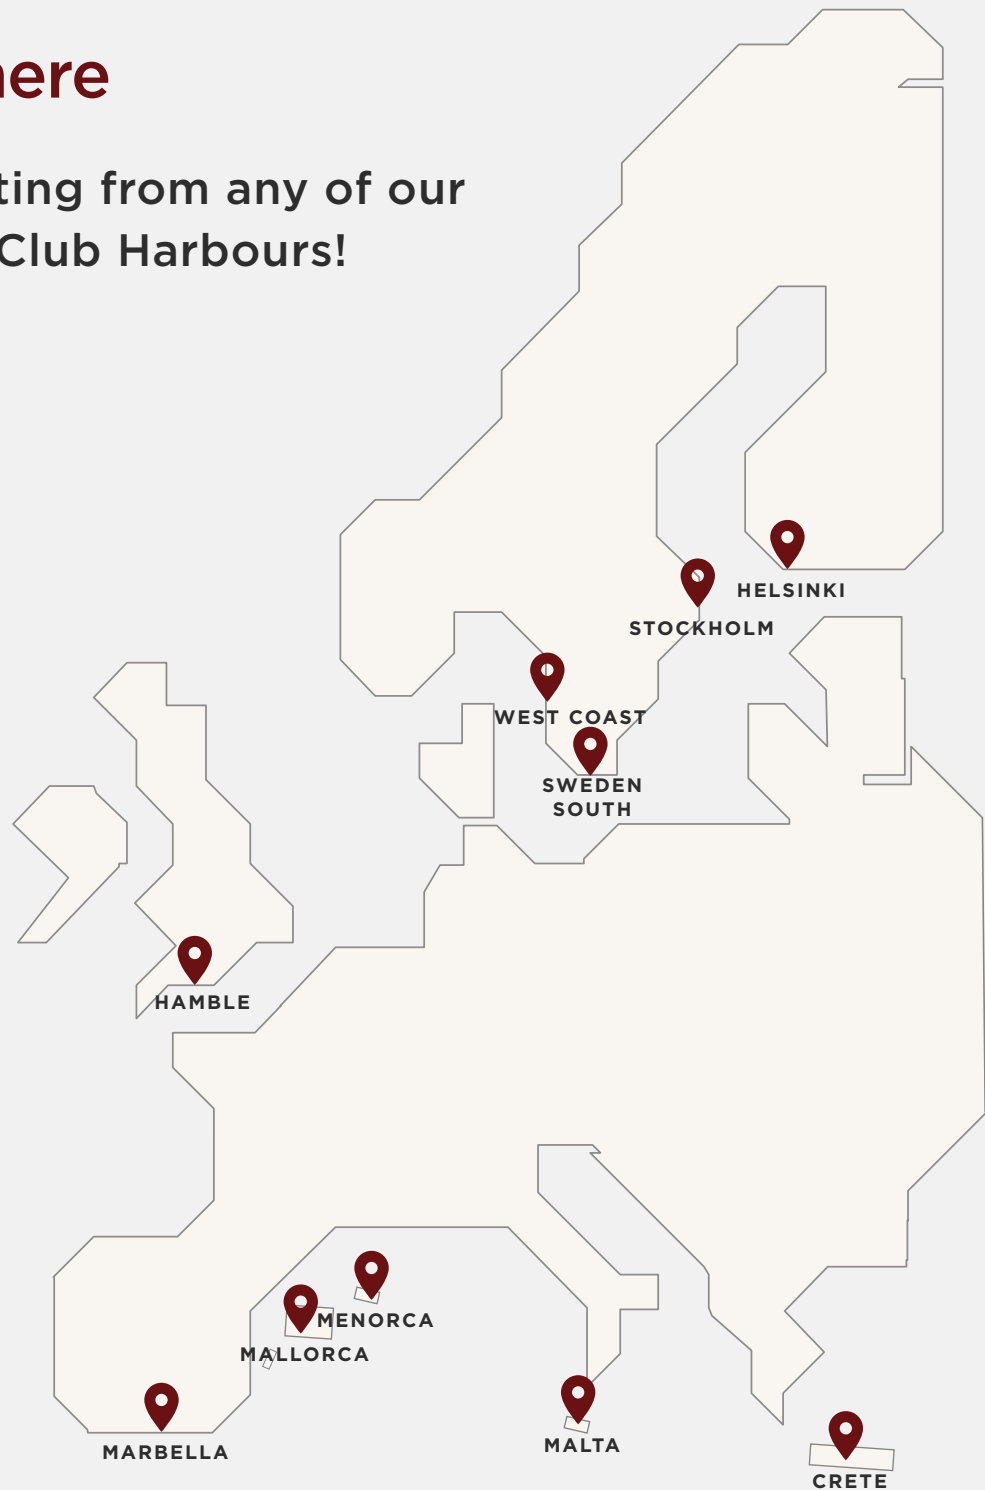 ere
ting from any of our
Club Harbours!
HELSINKI
STOCKHOLM
WEST COAST
SWEDEN
SOUTH
HAMBLE
MENORCA
MALLORCA
MARBELLA
MALTA
CRETE